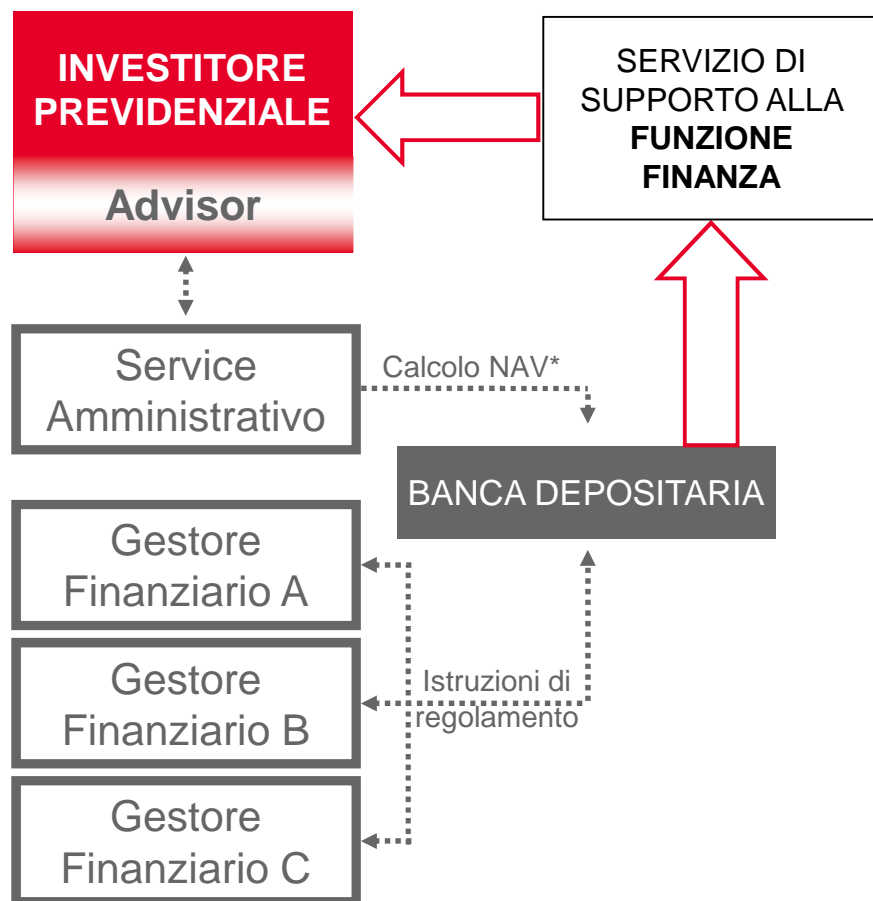 INVESTITORE
PREVIDENZIALE
Advisor
SERVIZIO DI
SUPPORTO ALLA
FUNZIONE
FINANZA
Service
Amministrativo
Calcolo NAV*
BANCA DEPOSITARIA
Gestore
Finanziario A
Gestore
Finanziario B
Istruzioni di
regolamento
Gestore
Finanziario C